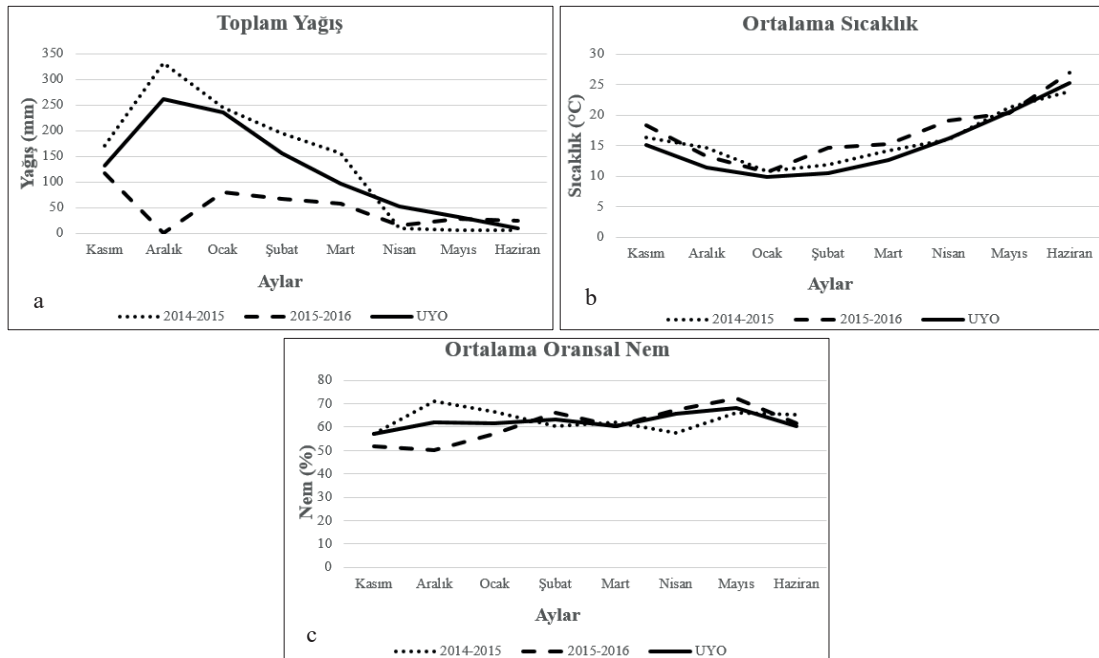 Toplam Yağış
350
300
250
200
150
100
50
0
Yağış (mm)
Kasım Aralık Ocak Şubat Mart Nisan Mayıs Haziran
Aylar
a
2014-2015 2015-2016 UYO
Ortalama Sıcaklık
30
25
20
15
10
5
0
Sıcaklık (°C)
Kasım Aralık Ocak Şubat Mart Nisan Mayıs Haziran
Aylar
b
2014-2015 2015-2016 UYO
Ortalama Oransal Nem
80
70
60
50
40
30
20
10
0
Nem (%)
Kasım Aralık Ocak Şubat Mart Nisan Mayıs Haziran
Aylar
c
2014-2015 2015-2016 UYO